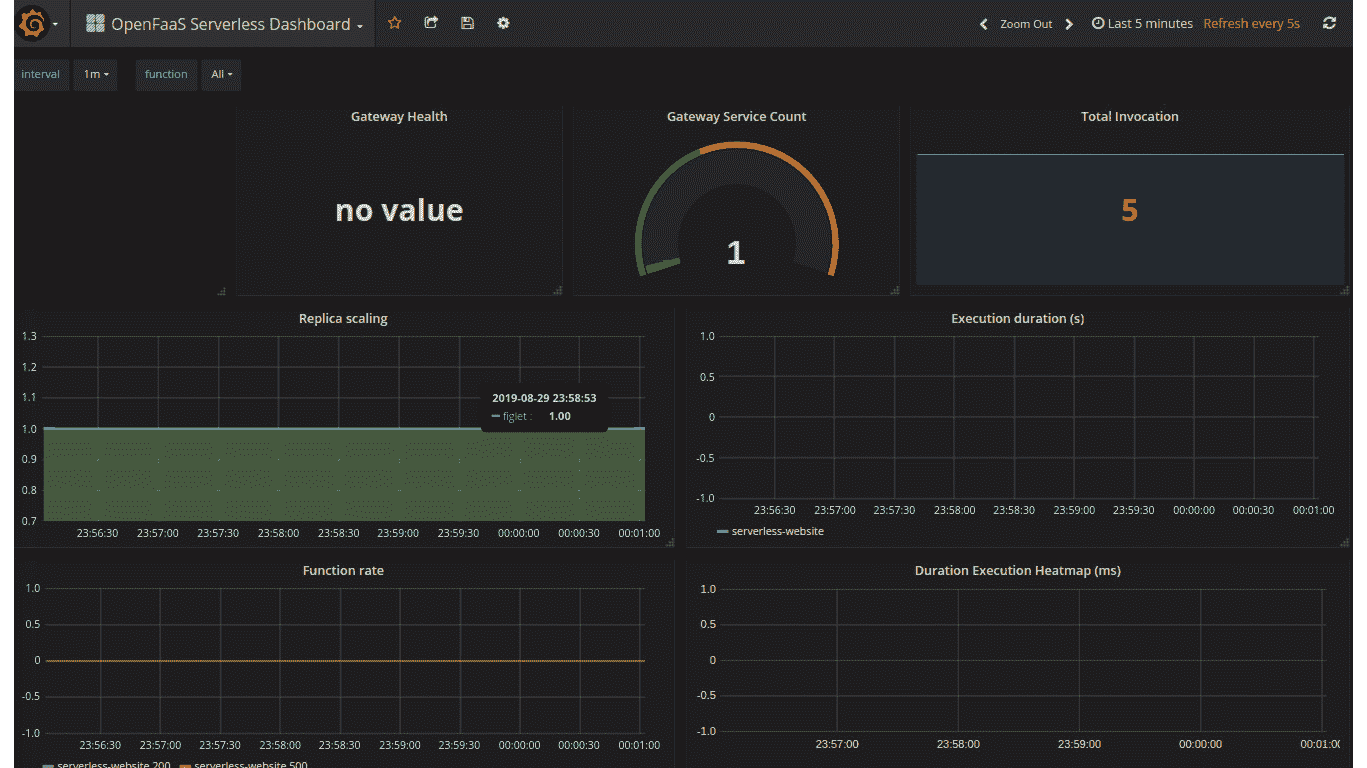 OpenFaaS Serverless Dashboard
Zoom Out
Last 5 minutes
Refresh every 5s
interval
1m
function
All
Gateway Health
no value
Gateway Service Count
1
Total Invocation
5
Replica scaling
1.3
1.2
1.1
1.0
0.9
0.8
0.7
2019-08-29 23:58:53
figlet : 1.00
23:56:30 23:57:00 23:57:30 23:58:00 23:58:30 23:59:00 23:59:30 00:00:00 00:00:30 00:01:00
Execution duration (s)
1.0
0.5
0
-0.5
-1.0
23:56:30 23:57:00 23:57:30 23:58:00 23:58:30 23:59:00 23:59:30 00:00:00 00:00:30 00:01:00
serverless-website
Function rate
1.0
0.5
0
-0.5
-1.0
23:56:30 23:57:00 23:57:30 23:58:00 23:58:30 23:59:00 23:59:30 00:00:00 00:00:30 00:01:00
serverless-website 200 serverless-website 500
Duration Execution Heatmap (ms)
1.0
0.5
0
-0.5
-1.0
23:57:00 23:58:00 23:59:00 00:00:00 00:01:00